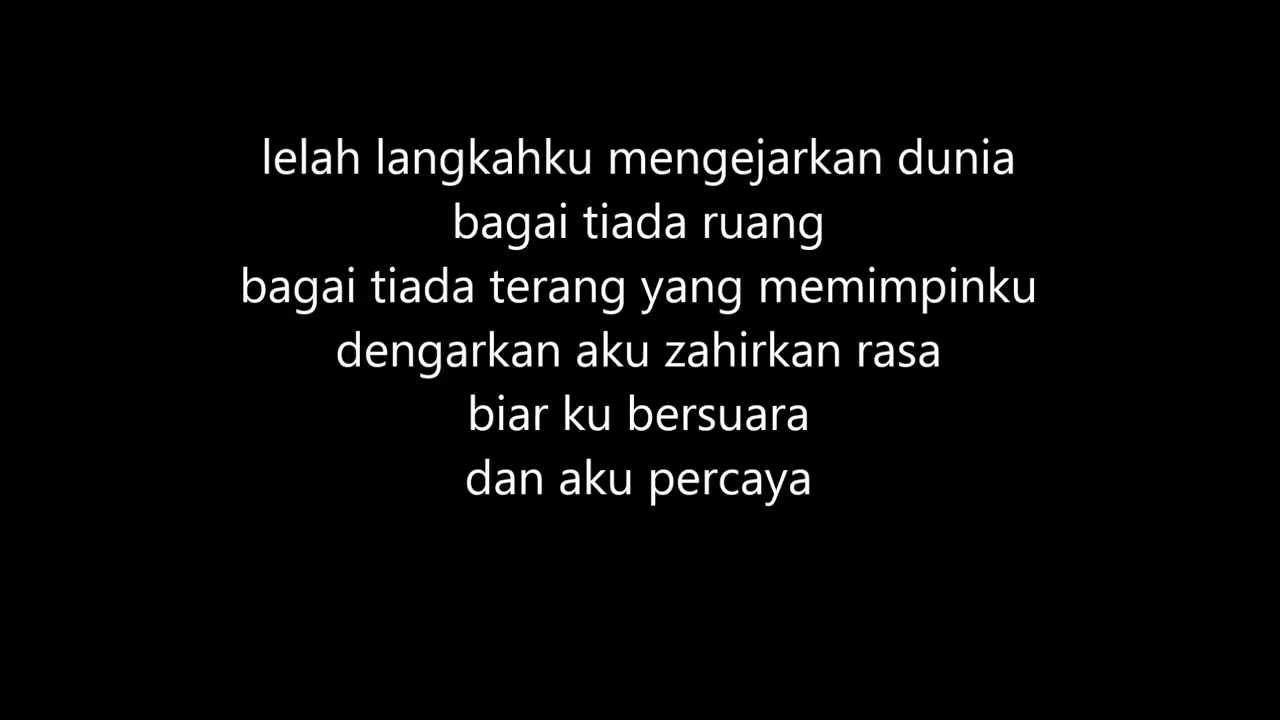 lelah langkahku mengejarkan dunia
bagai tiada ruang
bagai tiada terang yang memimpinku
dengarkan aku zahirkan rasa
biar ku bersuara
dan aku percaya